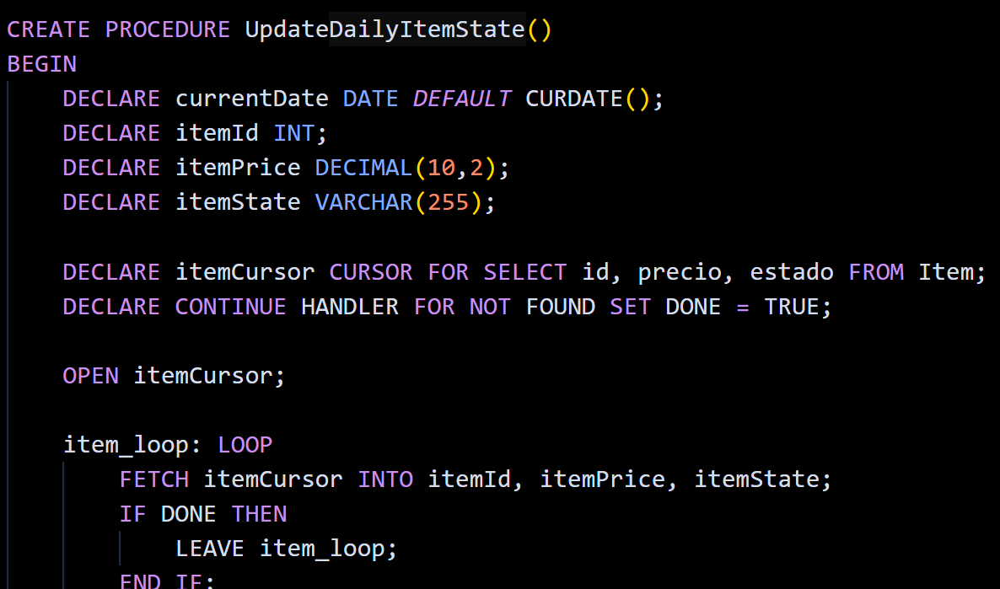 CREATE PROCEDURE UpdateDailyItemState()
BEGIN
    DECLARE currentDate DATE DEFAULT CURDATE();
    DECLARE itemId INT;
    DECLARE itemPrice DECIMAL(10,2);
    DECLARE itemState VARCHAR(255);

    DECLARE itemCursor CURSOR FOR SELECT id, precio, estado FROM Item;
    DECLARE CONTINUE HANDLER FOR NOT FOUND SET DONE = TRUE;

    OPEN itemCursor;

    item_loop: LOOP
        FETCH itemCursor INTO itemId, itemPrice, itemState;
        IF DONE THEN
            LEAVE item_loop;
        END IF;